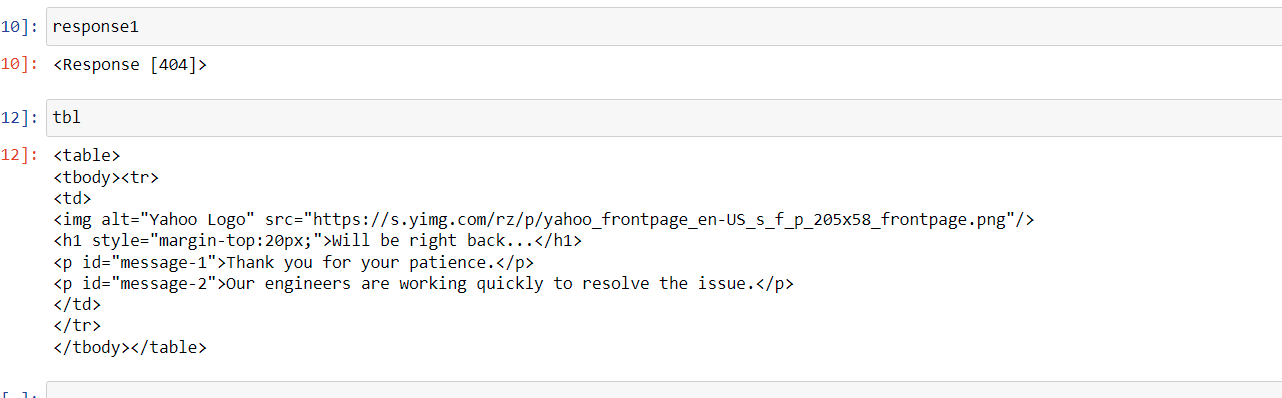 10]: response1
10]: <Response [404]>
12]: tbl
12]: <table>
<tbody><tr>
<td>
<img alt="Yahoo Logo" src="https://s.yimg.com/rz/p/yahoo_frontpage_en-US_s_f_p_205x58_frontpage.png"/>
<h1 style="margin-top:20px;">Will be right back...</h1>
<p id="message-1">Thank you for your patience.</p>
<p id="message-2">Our engineers are working quickly to resolve the issue.</p>
</td>
</tr>
</tbody></table>
[ ]: